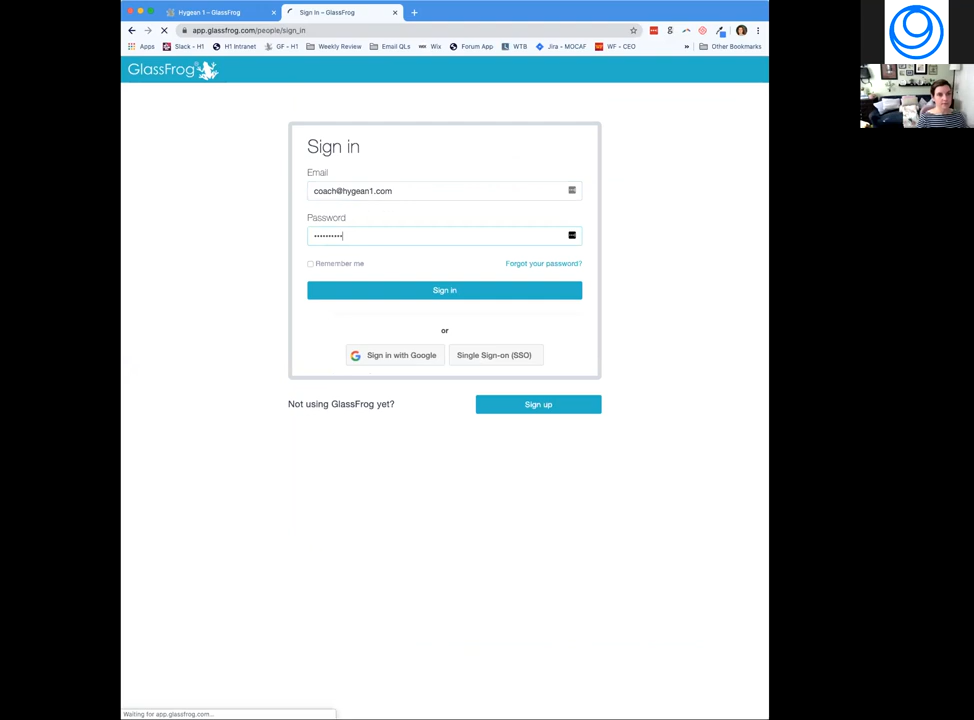 Hygean 1 – GlassFrog
Sign In – GlassFrog
app.glassfrog.com/people/sign_in
Apps Slack – H1 H1 Intranet GF – H1 Weekly Review Email QLs Wix Forum App WTB Jira – MOCAF WF – CEO » Other Bookmarks
GlassFrog
Sign in
Email
coach@hygean1.com
Password
••••••••••
Remember me
Forgot your password?
Sign in
or
Sign in with Google
Single Sign-on (SSO)
Not using GlassFrog yet?
Sign up
Waiting for app.glassfrog.com...